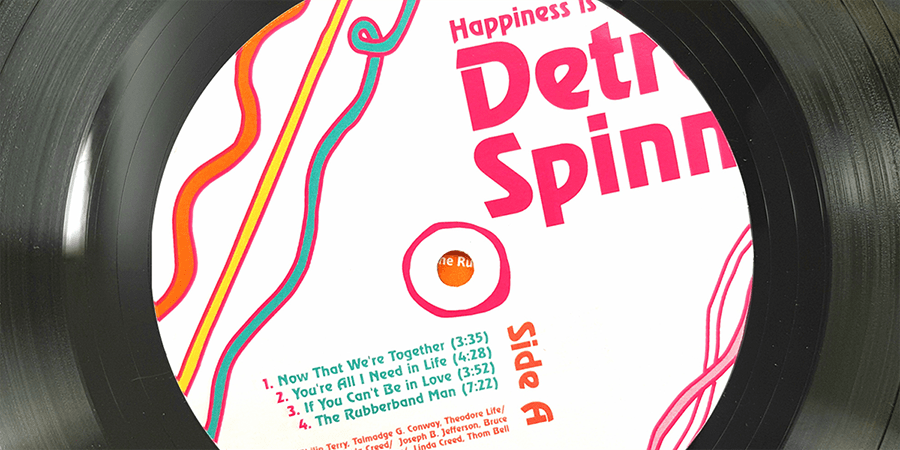 Happiness Is
Detr
Spinn
ne Ru
Side A
1. Now That We're Together (3:35)
2. You're All I Need in Life (4:28)
3. If You Can't Be in Love (3:52)
4. The Rubberband Man (7:22)
Terry, Talmadge G. Conway, Theodore Life/
Creed/ Joseph B. Jefferson, Bruce
Linda Creed, Thom Bell